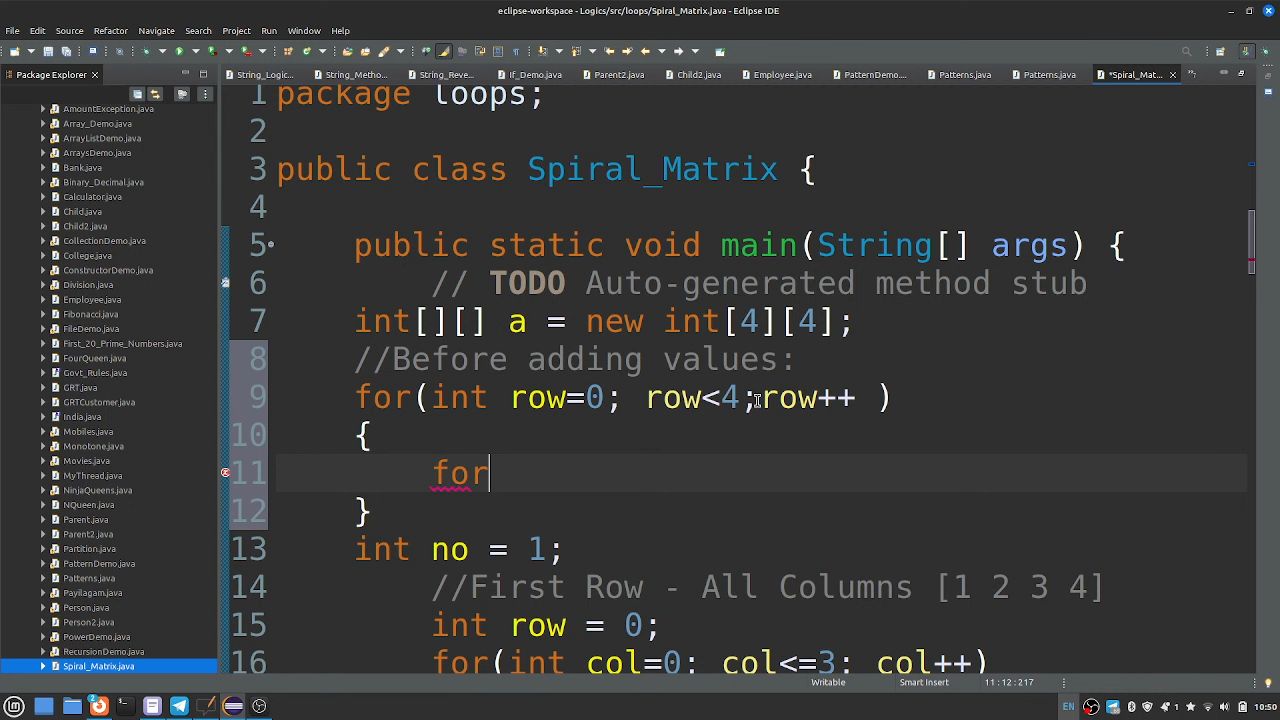 eclipse-workspace - Logics/src/loops/Spiral_Matrix.java - Eclipse IDE
File Edit Source Refactor Navigate Search Project Run Window Help
Package Explorer
String_Logic... String_Metho... String_Reve... If_Demo.java Parent2.java Child2.java Employee.java PatternDemo.... Patterns.java Patterns.java *Spiral_Mat...
AmountException.java
Array_Demo.java
ArrayListDemo.java
ArraysDemo.java
Bank.java
Binary_Decimal.java
Calculator.java
Child.java
Child2.java
CollectionDemo.java
College.java
ConstructorDemo.java
Division.java
Employee.java
Fibonacci.java
FileDemo.java
First_20_Prime_Numbers.java
FourQueen.java
Govt_Rules.java
GRT.java
GRTCustomer.java
India.java
Mobiles.java
Monotone.java
Movies.java
MyThread.java
NinjaQueens.java
NQueen.java
Parent.java
Parent2.java
Partition.java
PatternDemo.java
Patterns.java
Payilagam.java
Person.java
Person2.java
PowerDemo.java
RecursionDemo.java
Spiral_Matrix.java
1 package loops;
2
3 public class Spiral_Matrix {
4
5 public static void main(String[] args) {
6 // TODO Auto-generated method stub
7 int[][] a = new int[4][4];
8 //Before adding values:
9 for(int row=0; row<4;row++ )
10 {
11 for
12 }
13 int no = 1;
14 //First Row - All Columns [1 2 3 4]
15 int row = 0;
16 for(int col=0; col<=3; col++)
Writable Smart Insert 11 : 12 : 217
2 EN 1 10:50